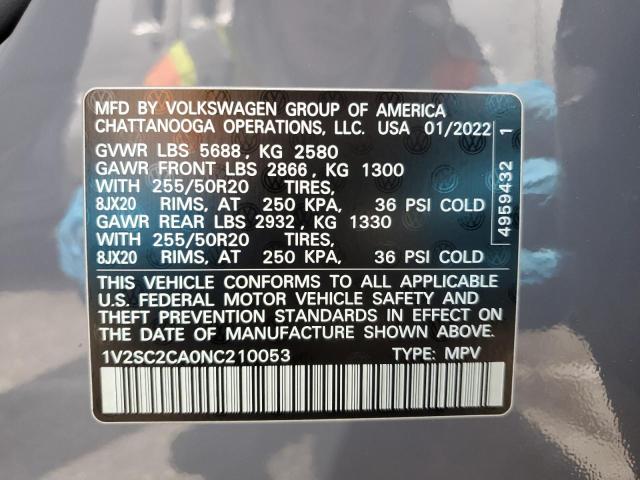 MFD BY VOLKSWAGEN GROUP OF AMERICA
CHATTANOOGA OPERATIONS, LLC. USA 01/2022
GVWR LBS 5688, KG 2580
GAWR FRONT LBS 2866, KG 1300
WITH 255/50R20 TIRES,
8JX20 RIMS, AT 250 KPA, 36 PSI COLD
GAWR REAR LBS 2932, KG 1330
WITH 255/50R20 TIRES,
8JX20 RIMS, AT 250 KPA, 36 PSI COLD
THIS VEHICLE CONFORMS TO ALL APPLICABLE
U.S. FEDERAL MOTOR VEHICLE SAFETY AND
THEFT PREVENTION STANDARDS IN EFFECT ON
THE DATE OF MANUFACTURE SHOWN ABOVE.
1V2SC2CA0NC210053 TYPE: MPV
4959432 1